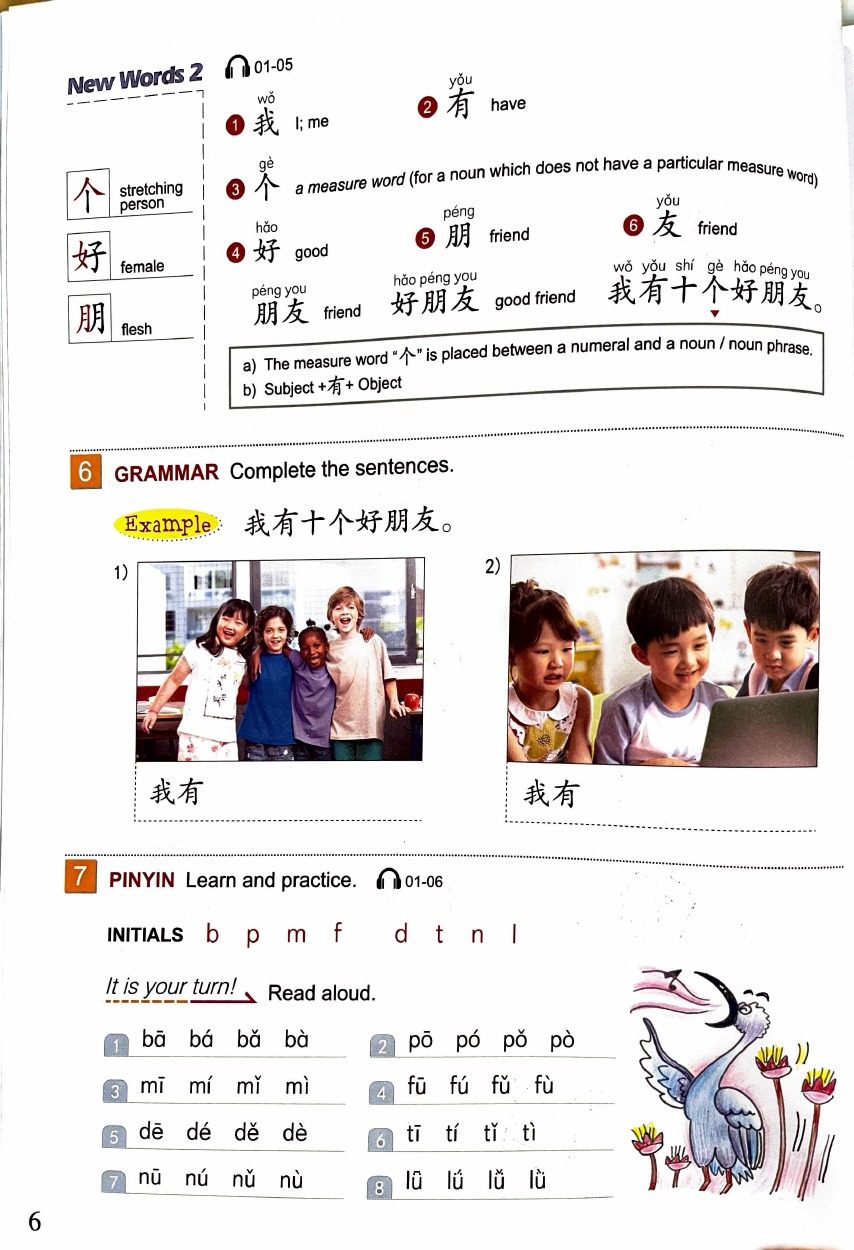 New Words 2 01-05
wǒ yǒu
1 我 I; me 2 有 have
gè
3 个 a measure word (for a noun which does not have a particular measure word)
个 stretching person
hǎo péng yǒu
4 好 good 5 朋 friend 6 友 friend
好 female
péng you hǎo péng you wǒ yǒu shí gè hǎo péng you
朋友 friend 好朋友 good friend 我有十个好朋友。
朋 flesh
a) The measure word “个” is placed between a numeral and a noun / noun phrase.
b) Subject +有+ Object
6 GRAMMAR Complete the sentences.
Example 我有十个好朋友。
1) 2)
我有 我有
7 PINYIN Learn and practice. 01-06
INITIALS b p m f d t n l
It is your turn! Read aloud.
1 bā bá bǎ bà 2 pō pó pǒ pò
3 mī mí mǐ mì 4 fū fú fǔ fù
5 dē dé dě dè 6 tī tí tǐ tì
7 nū nú nǔ nù 8 lǖ lǘ lǚ lǜ
6